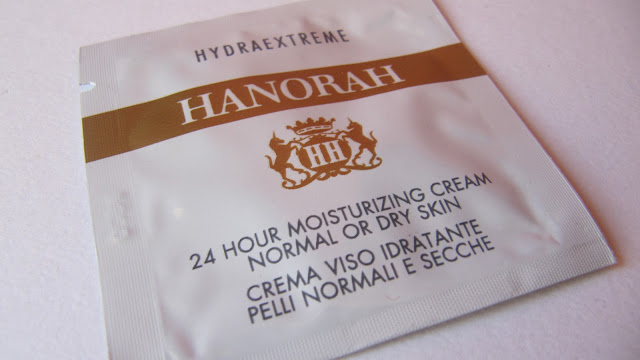 HYDRAEXTREME
HANORAH
HH
24 HOUR MOISTURIZING CREAM
NORMAL OR DRY SKIN
CREMA VISO IDRATANTE
PELLI NORMALI E SECCHE